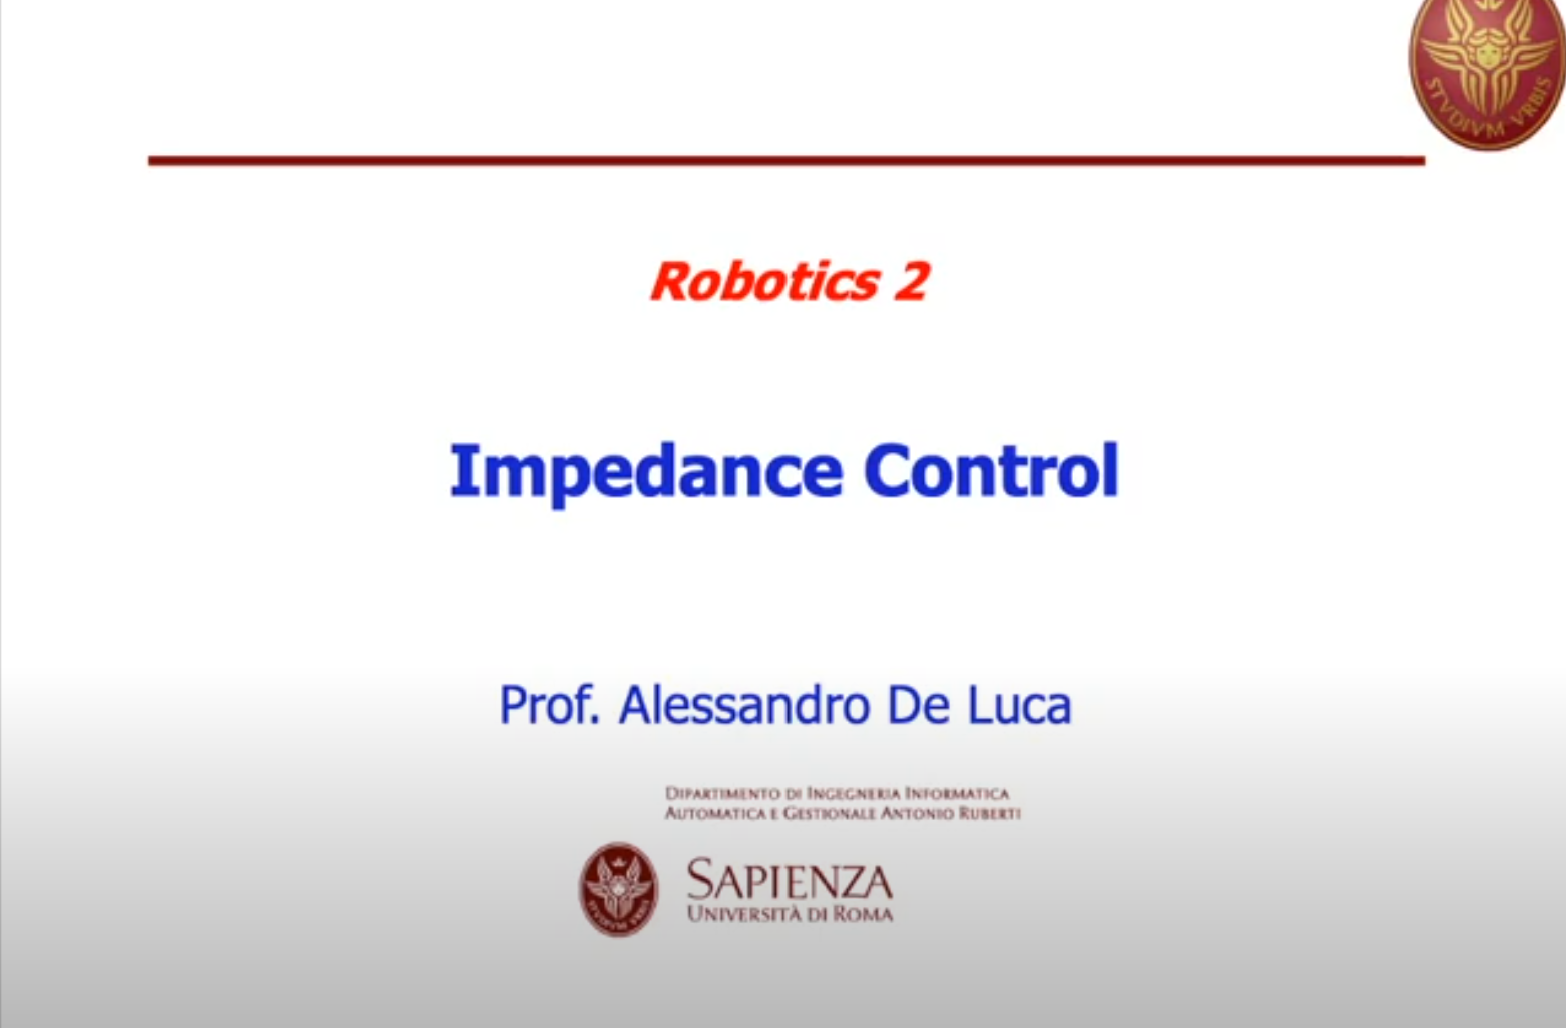 STVDIVM VRBIS
Robotics 2
Impedance Control
Prof. Alessandro De Luca
DIPARTIMENTO DI INGEGNERIA INFORMATICA
AUTOMATICA E GESTIONALE ANTONIO RUBERTI
SAPIENZA
UNIVERSITÀ DI ROMA